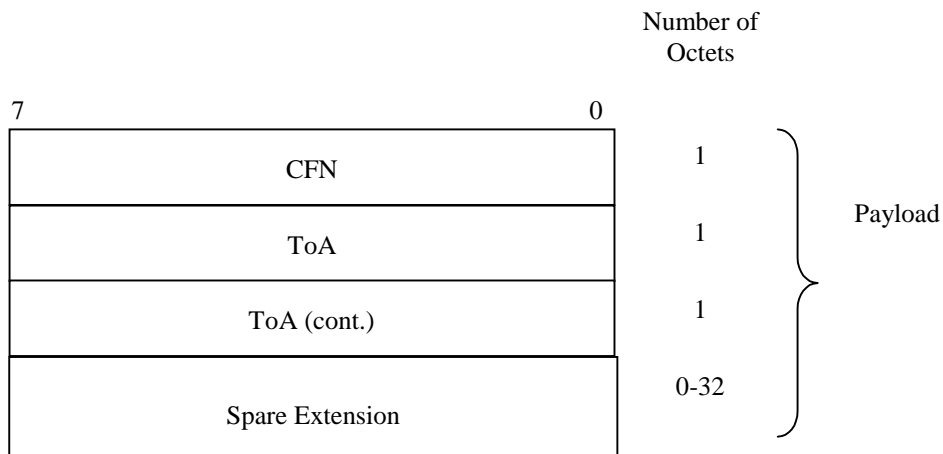 Number of
Octets
7 0
CFN 1
Payload
ToA 1
ToA (cont.) 1
Spare Extension 0-32